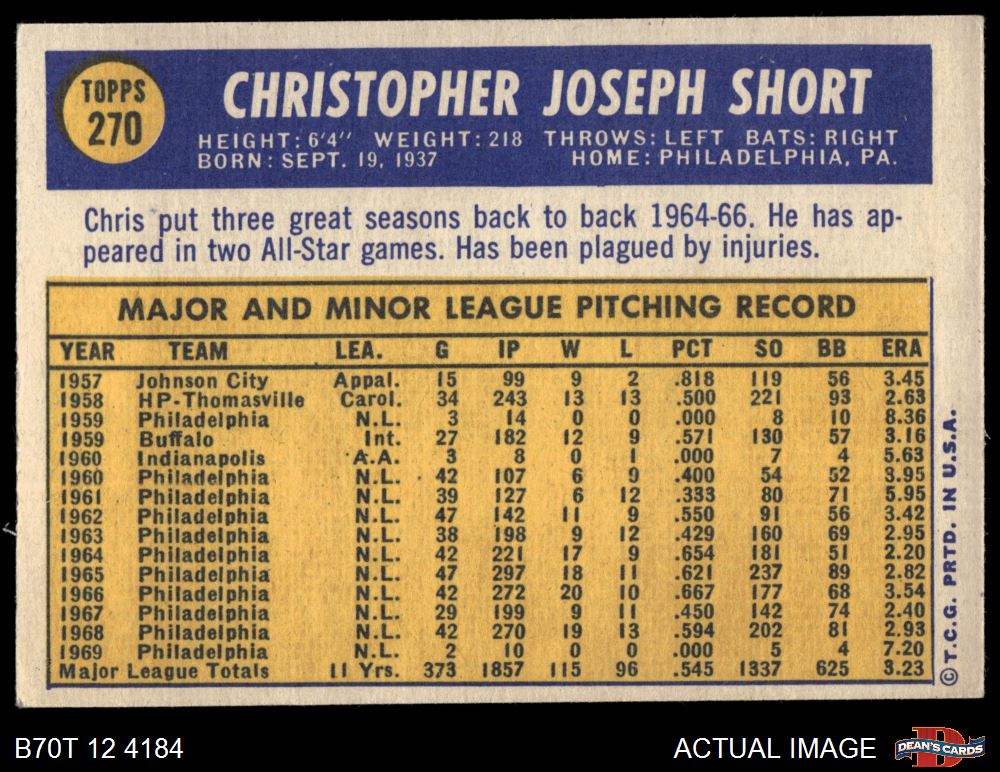 TOPPS
270
CHRISTOPHER JOSEPH SHORT
HEIGHT: 6'4" WEIGHT: 218 THROWS: LEFT BATS: RIGHT
BORN: SEPT. 19, 1937 HOME: PHILADELPHIA, PA.
Chris put three great seasons back to back 1964-66. He has ap-
peared in two All-Star games. Has been plagued by injuries.
MAJOR AND MINOR LEAGUE PITCHING RECORD
YEAR TEAM LEA. G IP W L PCT SO BB ERA
1957 Johnson City Appal. 15 99 9 2 .818 119 56 3.45
1958 HP-Thomasville Carol. 34 243 13 13 .500 221 93 2.63
1959 Philadelphia N.L. 3 14 0 0 .000 8 10 8.36
1959 Buffalo Int. 27 182 12 9 .571 130 57 3.16
1960 Indianapolis A.A. 3 8 0 1 .000 7 4 5.63
1960 Philadelphia N.L. 42 107 6 9 .400 54 52 3.95
1961 Philadelphia N.L. 39 127 6 12 .333 80 71 5.95
1962 Philadelphia N.L. 47 142 11 9 .550 91 56 3.42
1963 Philadelphia N.L. 38 198 9 12 .429 160 69 2.95
1964 Philadelphia N.L. 42 221 17 9 .654 181 51 2.20
1965 Philadelphia N.L. 47 297 18 11 .621 237 89 2.82
1966 Philadelphia N.L. 42 272 20 10 .667 177 68 3.54
1967 Philadelphia N.L. 29 199 9 11 .450 142 74 2.40
1968 Philadelphia N.L. 42 270 19 13 .594 202 81 2.93
1969 Philadelphia N.L. 2 10 0 0 .000 5 4 7.20
Major League Totals 11 Yrs. 373 1857 115 96 .545 1337 625 3.23
©T.C.G. PRTD. IN U.S.A.
B70T 12 4184
ACTUAL IMAGE
DEAN'S CARDS